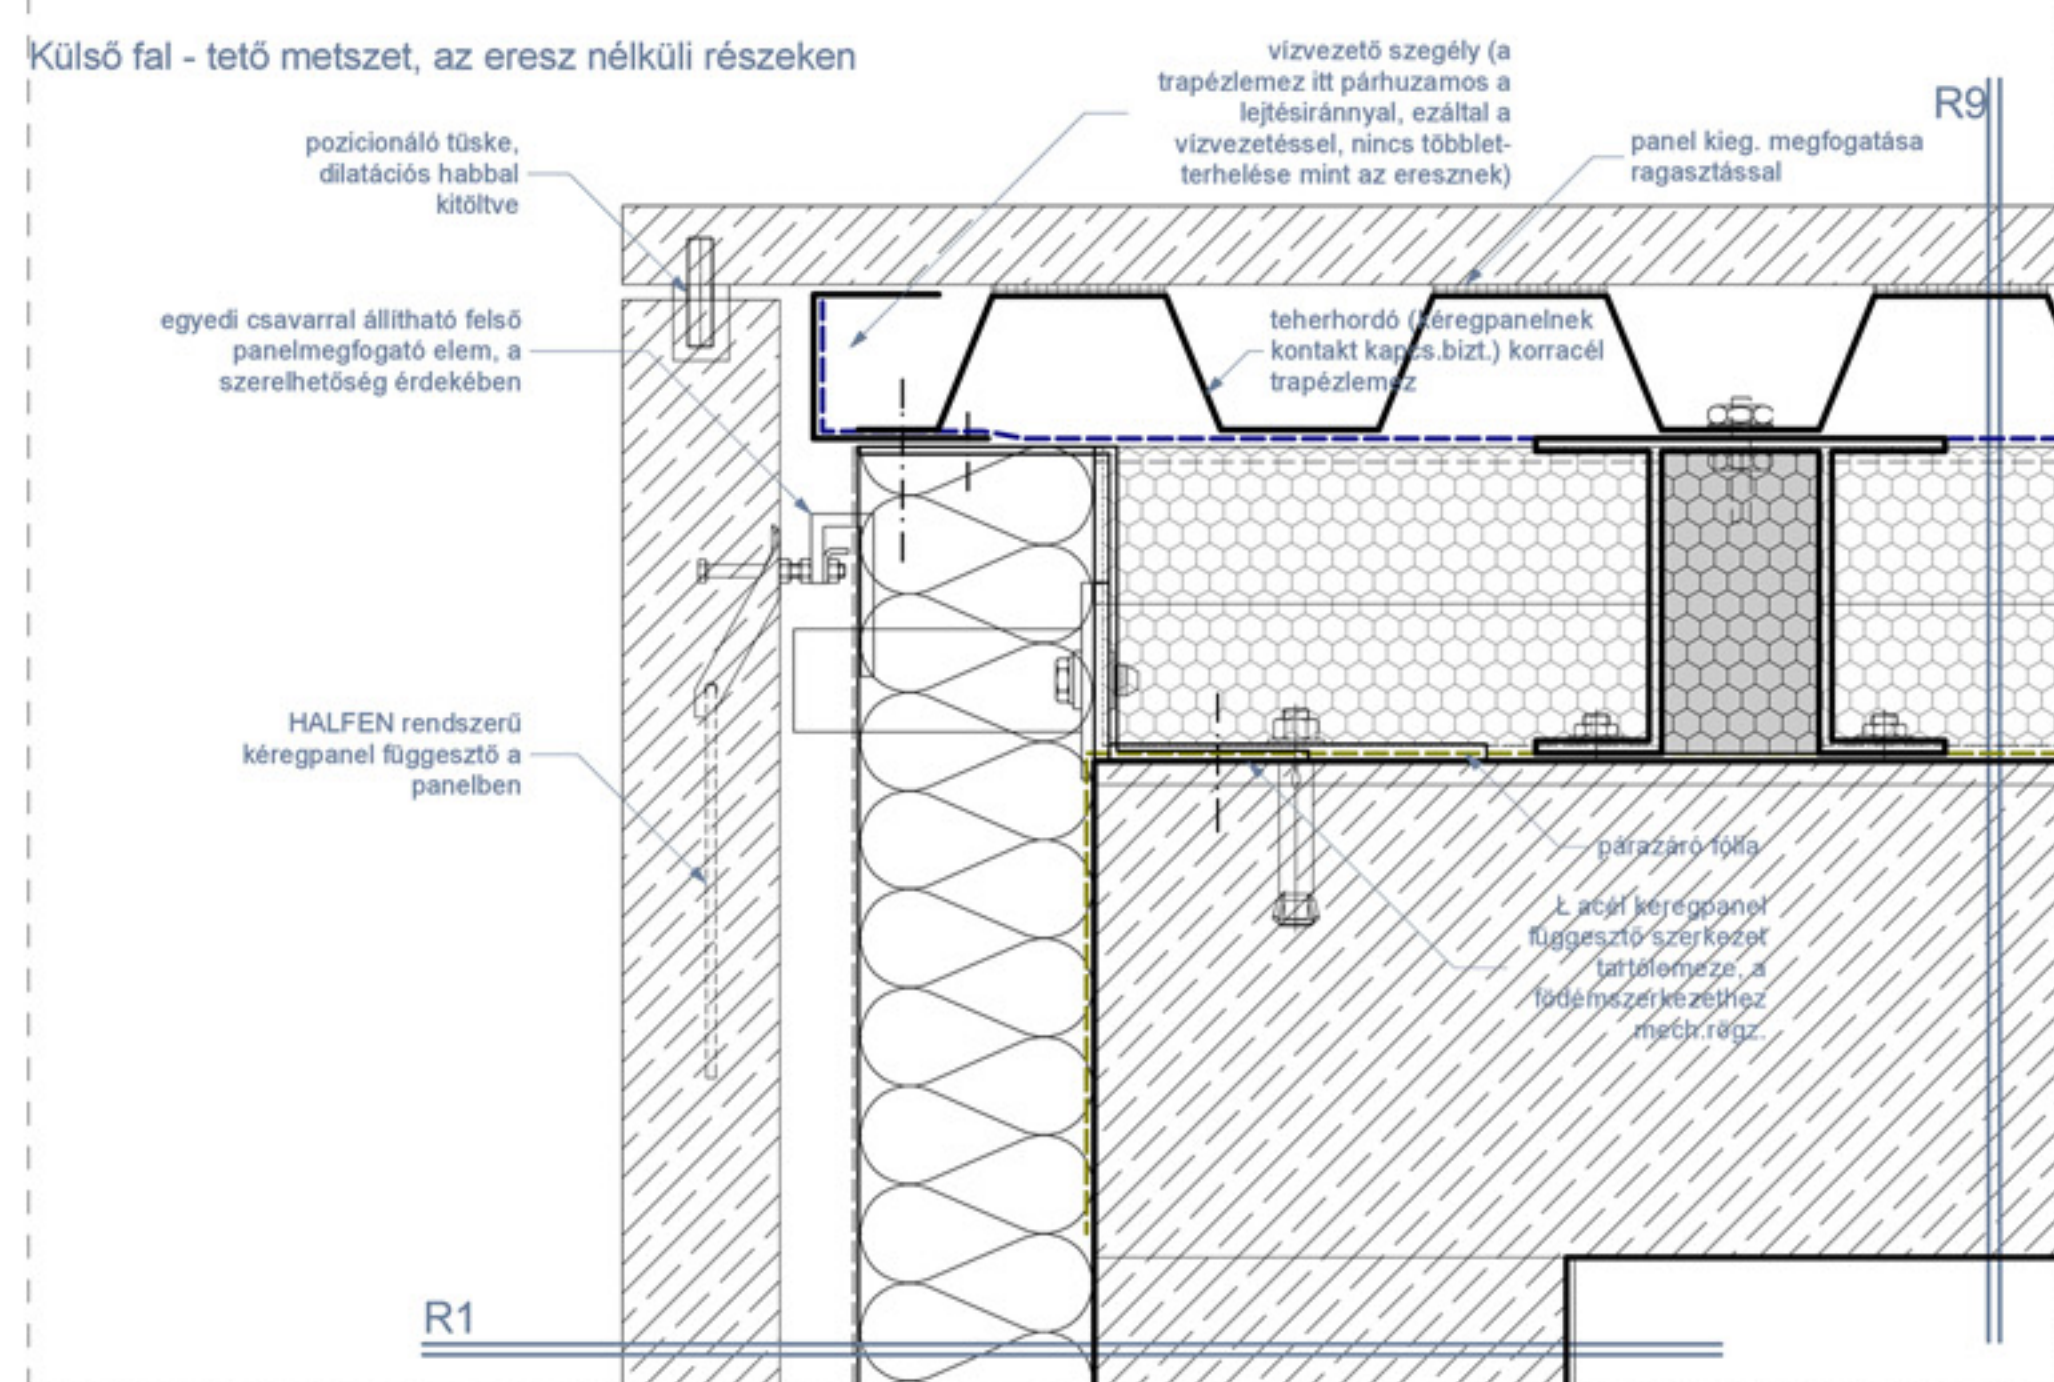 Külső fal - tető metszet, az eresz nélküli részeken
vízvezető szegély (a
trapézlemez itt párhuzamos a
lejtésiránnyal, ezáltal a
vízvezetéssel, nincs többlet-
terhelése mint az eresznek)
R9
panel kieg. megfogatása
ragasztással
pozicionáló tüske,
dilatációs habbal
kitöltve
egyedi csavarral állítható felső
panelmegfogató elem, a
szerelhetőség érdekében
teherhordó (kéregpanelnek
kontakt kapcs.bizt.) korracél
trapézlemez
HALFEN rendszerű
kéregpanel függesztő a
panelben
párazáró fólia
Ł acél kéregpanel
függesztő szerkezet
tartólemeze, a
födémszerkezethez
mech.rögz.
R1